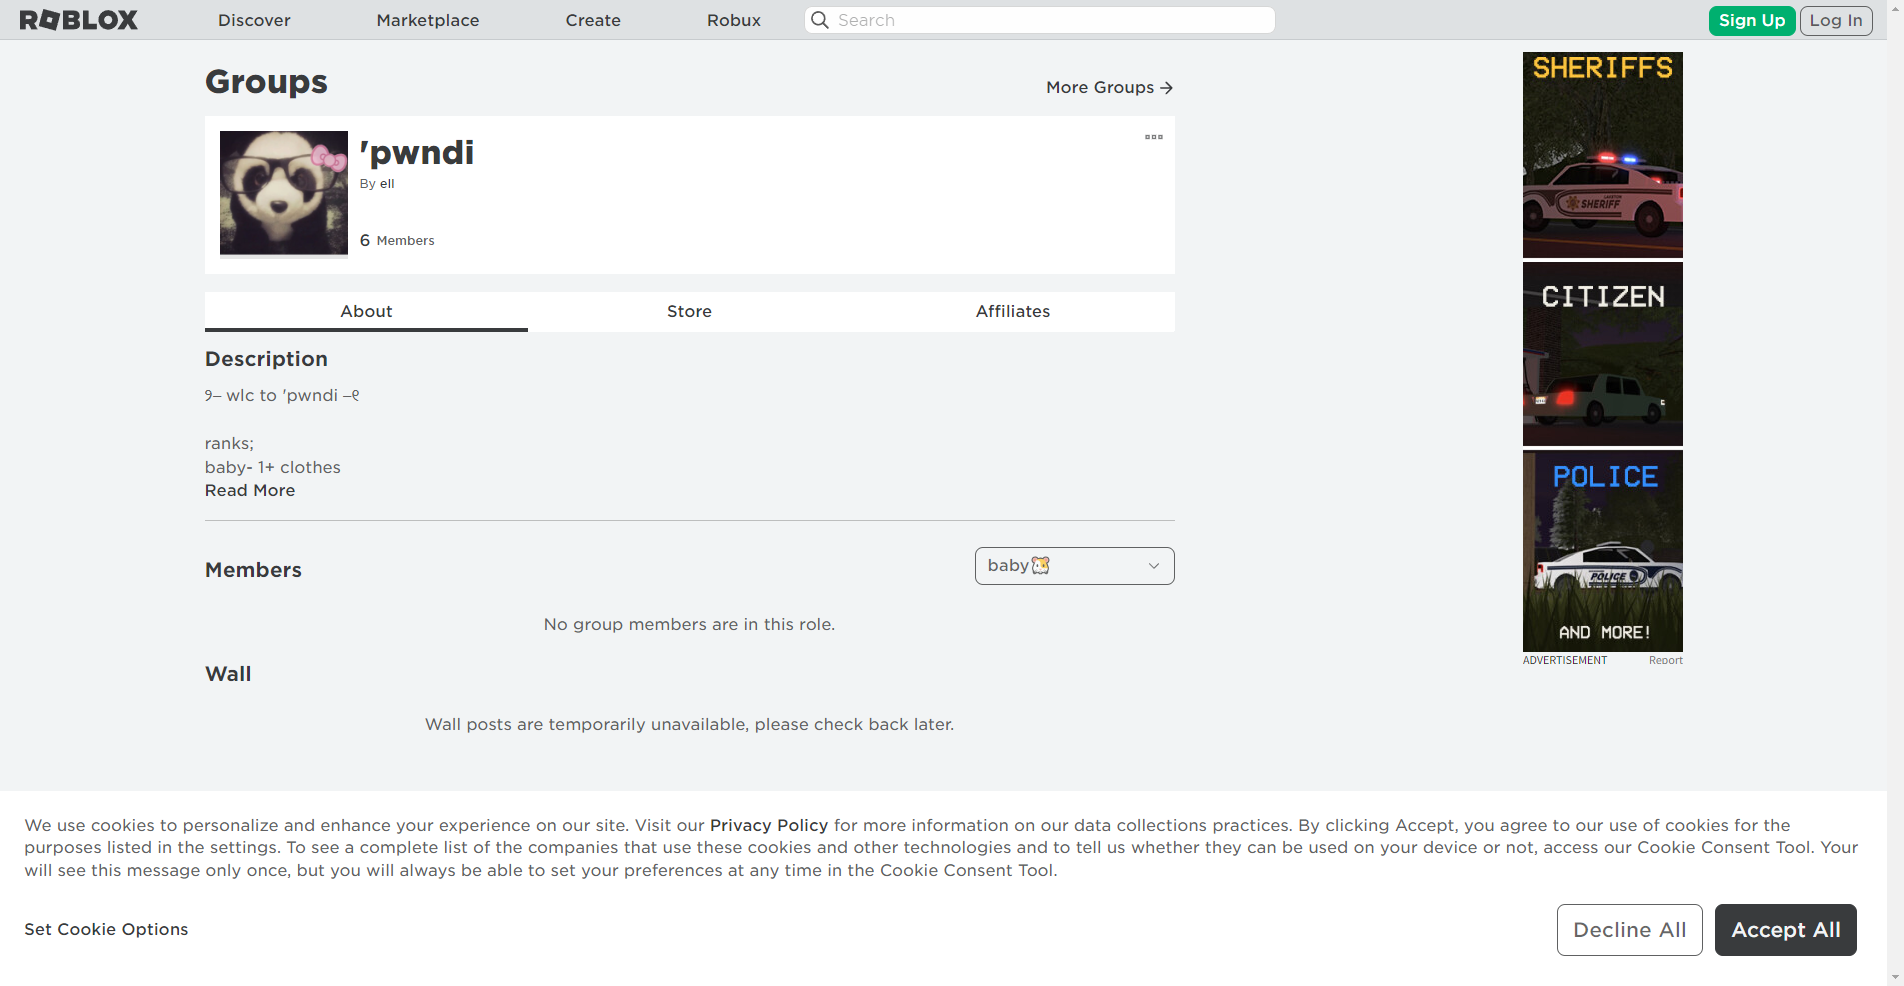 ROBLOX
Discover
Marketplace
Create
Robux
Search
Sign Up
Log In
Groups
More Groups
'pwndi
By ell
6 Members
About
Store
Affiliates
Description
୨– wlc to 'pwndi –୧
ranks;
baby- 1+ clothes
Read More
Members
baby🐹
No group members are in this role.
Wall
Wall posts are temporarily unavailable, please check back later.
SHERIFFS
SHERIFF
CITIZEN
POLICE
POLICE
AND MORE!
ADVERTISEMENT
Report
We use cookies to personalize and enhance your experience on our site. Visit our Privacy Policy for more information on our data collections practices. By clicking Accept, you agree to our use of cookies for the
purposes listed in the settings. To see a complete list of the companies that use these cookies and other technologies and to tell us whether they can be used on your device or not, access our Cookie Consent Tool. Your
will see this message only once, but you will always be able to set your preferences at any time in the Cookie Consent Tool.
Set Cookie Options
Decline All
Accept All